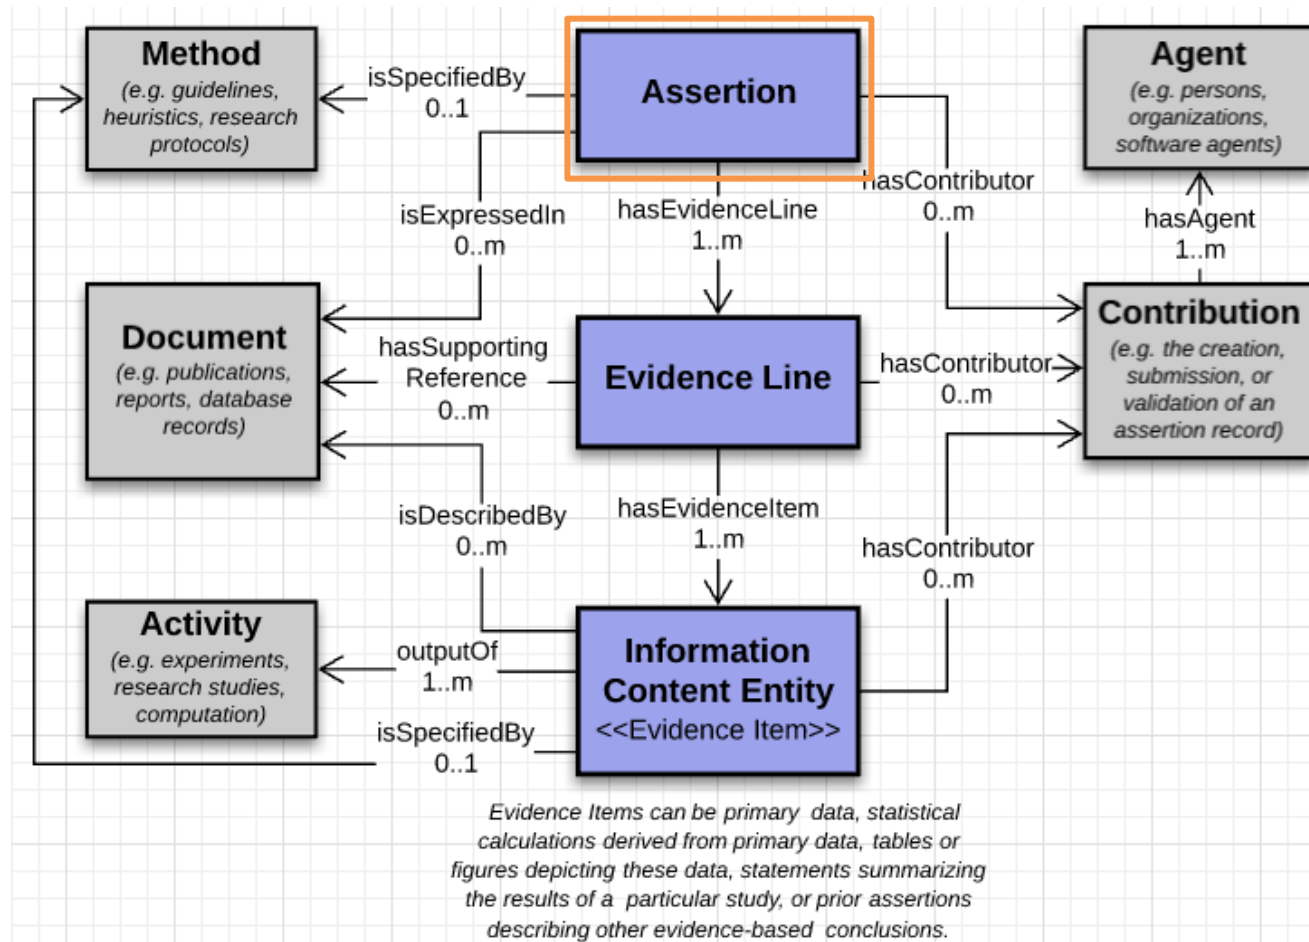 Method
(e.g. guidelines,
heuristics, research
protocols)
isSpecifiedBy
0..1
Assertion
Agent
(e.g. persons,
organizations,
software agents)
isExpressedIn
0..m
hasEvidenceLine
1..m
hasContributor
0..m
hasAgent
1..m
Document
(e.g. publications,
reports, database
records)
hasSupporting
Reference
0..m
Evidence Line
hasContributor
0..m
Contribution
(e.g. the creation,
submission, or
validation of an
assertion record)
isDescribedBy
0..m
hasEvidenceItem
1..m
hasContributor
0..m
Activity
(e.g. experiments,
research studies,
computation)
outputOf
1..m
isSpecifiedBy
0..1
Information
Content Entity
<<Evidence Item>>
Evidence Items can be primary data, statistical
calculations derived from primary data, tables or
figures depicting these data, statements summarizing
the results of a particular study, or prior assertions
describing other evidence-based conclusions.